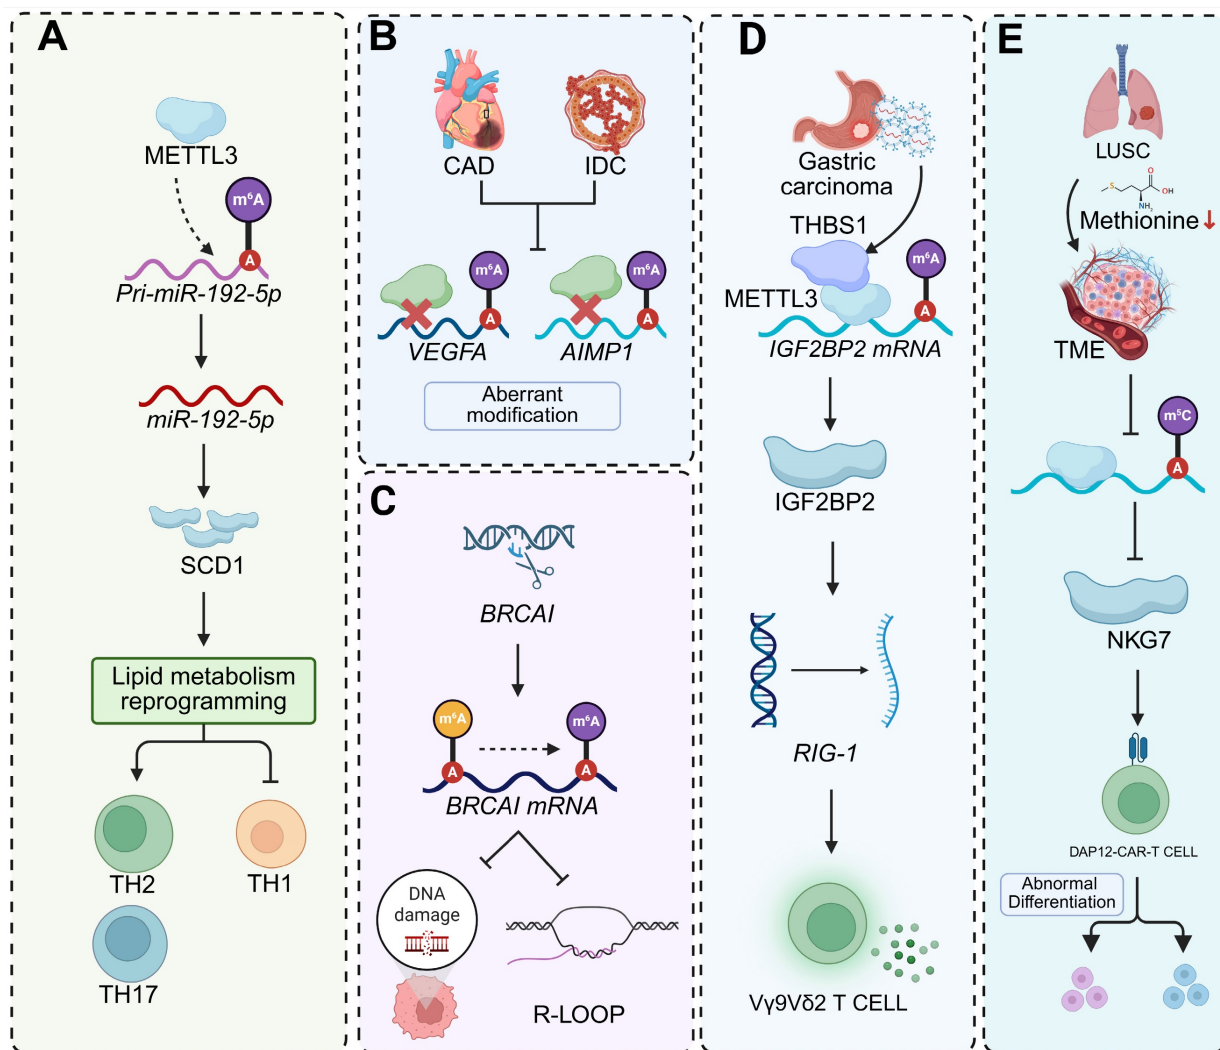 A
METTL3
m⁶A
A
Pri-miR-192-5p
miR-192-5p
SCD1
Lipid metabolism
reprogramming
TH2
TH1
TH17
B
CAD
IDC
m⁶A
m⁶A
A
A
VEGFA
AIMP1
Aberrant
modification
C
BRCAI
m⁶A
m⁶A
A
A
BRCAI mRNA
DNA
damage
R-LOOP
D
Gastric
carcinoma
THBS1
m⁶A
METTL3
A
IGF2BP2 mRNA
IGF2BP2
RIG-1
Vγ9Vδ2 T CELL
E
LUSC
S
O
OH
NH₂
Methionine↓
TME
m⁵C
A
NKG7
DAP12-CAR-T CELL
Abnormal
Differentiation